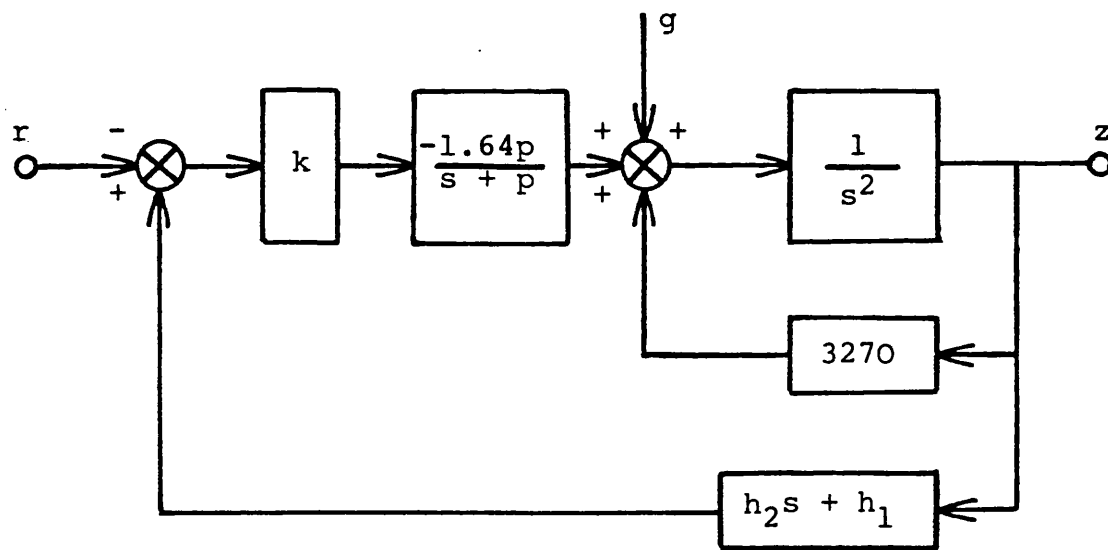 g
r
-
+
k
-1.64p
s + p
+
+
+
1
s²
z
3270
h₂s + h₁